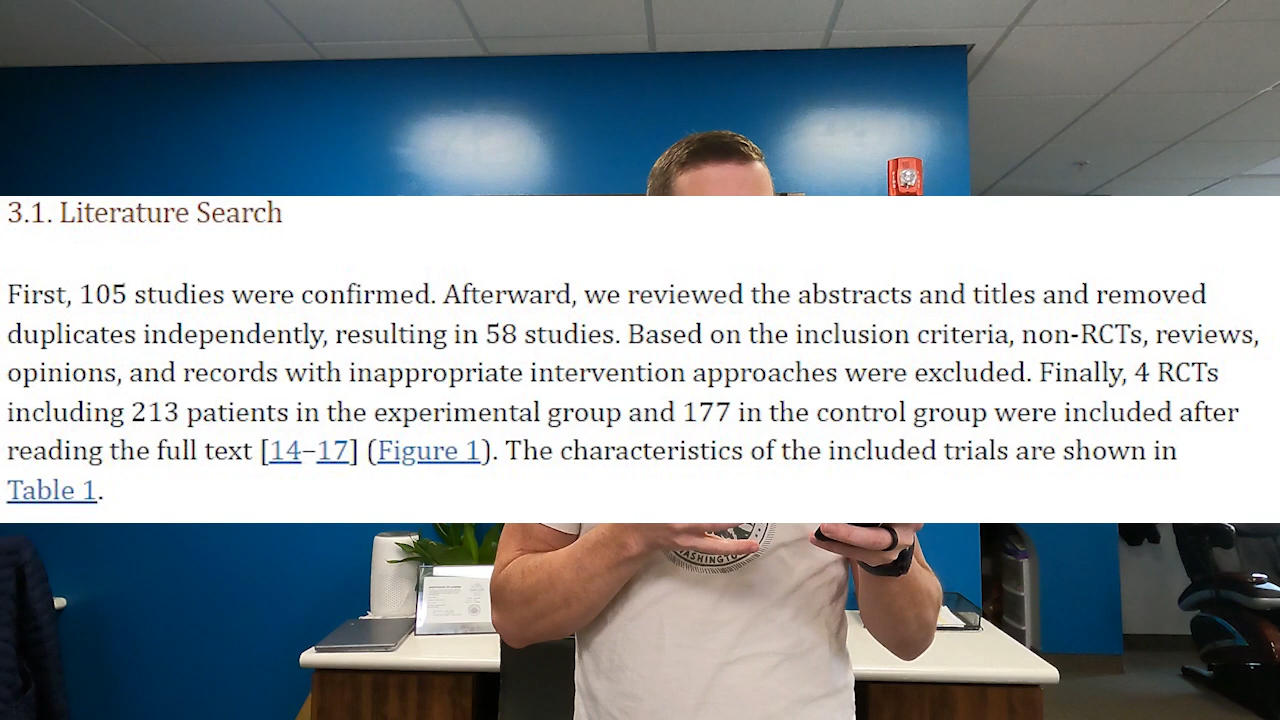 3.1. Literature Search
First, 105 studies were confirmed. Afterward, we reviewed the abstracts and titles and removed
duplicates independently, resulting in 58 studies. Based on the inclusion criteria, non-RCTs, reviews,
opinions, and records with inappropriate intervention approaches were excluded. Finally, 4 RCTs
including 213 patients in the experimental group and 177 in the control group were included after
reading the full text [14–17] (Figure 1). The characteristics of the included trials are shown in
Table 1.
WASHINGTON